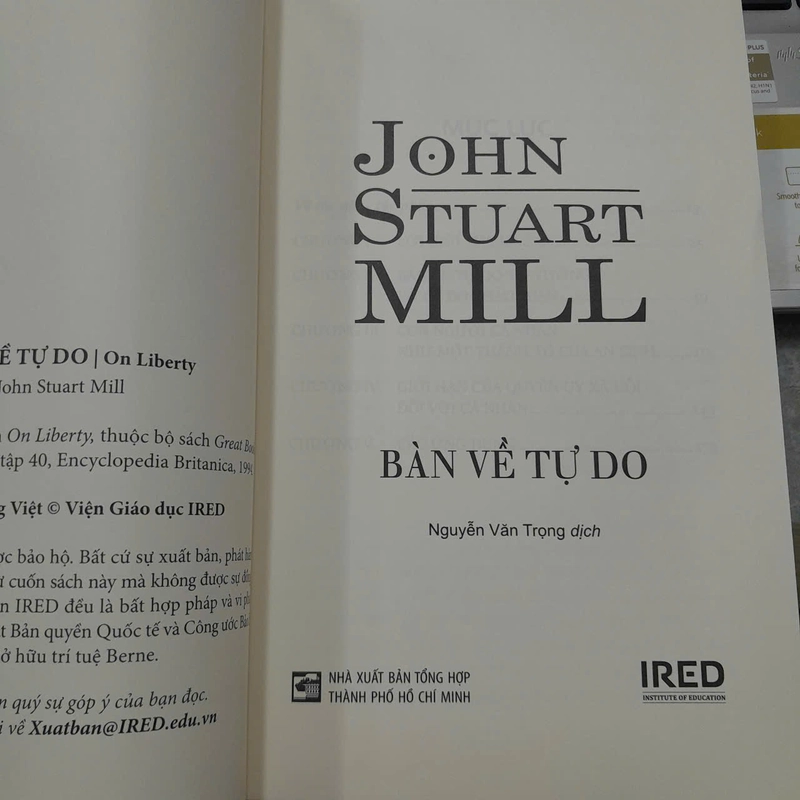 Ề TỰ DO | On Liberty
John Stuart Mill
On Liberty, thuộc bộ sách Great
tập 40, Encyclopedia Britanica,
Việt © Viện Giáo dục IRED
bảo hộ. Bất cứ sự xuất bản, phát
cuốn sách này mà không được sự
IRED đều là bất hợp pháp và vi
Bản quyền Quốc tế và Công ước
hữu trí tuệ Berne.
quý sự góp ý của bạn đọc.
về Xuatban@IRED.edu.vn
JOHN
STUART
MILL
BÀN VỀ TỰ DO
Nguyễn Văn Trọng dịch
NHÀ XUẤT BẢN TỔNG HỢP
THÀNH PHỐ HỒ CHÍ MINH
IRED
INSTITUTE OF EDUCATION
PLUS
Smooth